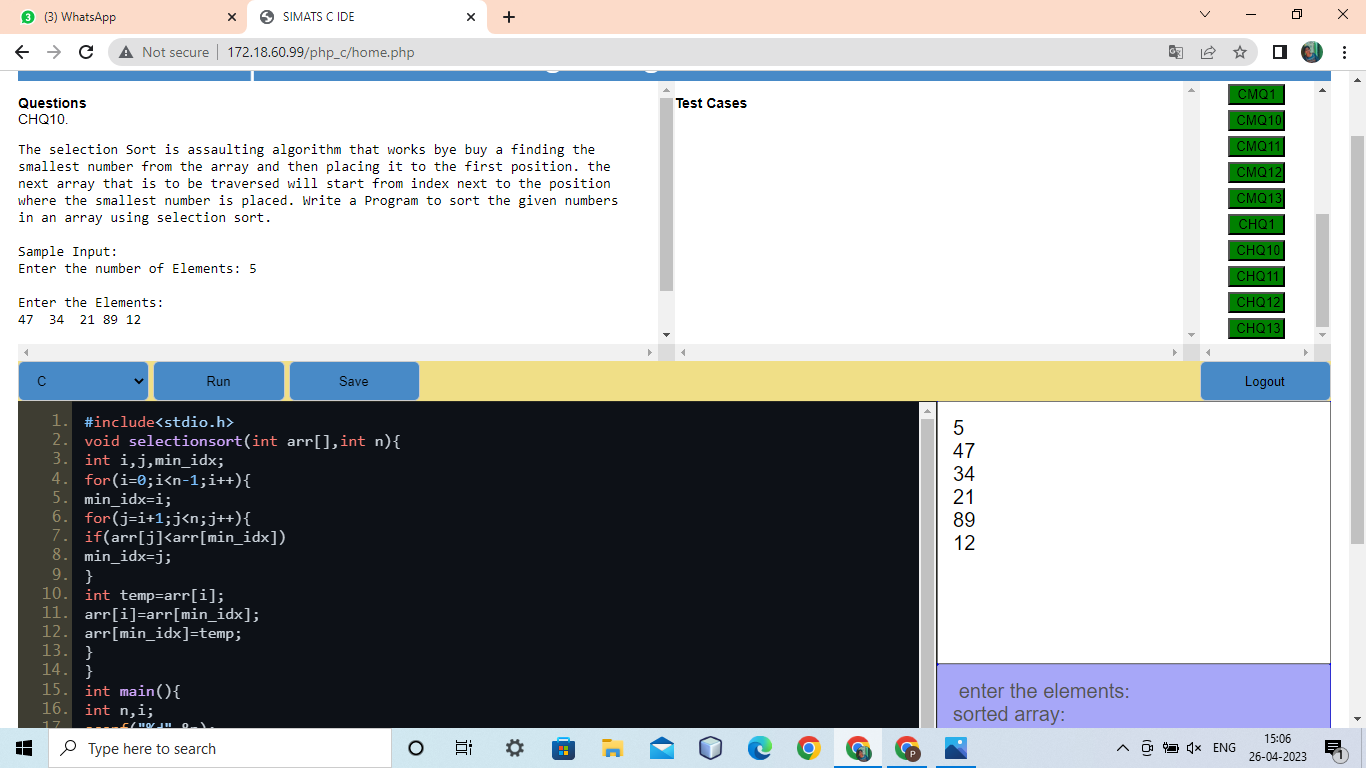 (3) WhatsApp
SIMATS C IDE
Not secure
172.18.60.99/php_c/home.php
Questions
CHQ10.
The selection Sort is assaulting algorithm that works bye buy a finding the
smallest number from the array and then placing it to the first position. the
next array that is to be traversed will start from index next to the position
where the smallest number is placed. Write a Program to sort the given numbers
in an array using selection sort.
Sample Input:
Enter the number of Elements: 5
Enter the Elements:
47  34  21 89 12
Test Cases
CMQ1
CMQ10
CMQ11
CMQ12
CMQ13
CHQ1
CHQ10
CHQ11
CHQ12
CHQ13
C
Run
Save
Logout
1. #include<stdio.h>
2. void selectionsort(int arr[],int n){
3. int i,j,min_idx;
4. for(i=0;i<n-1;i++){
5. min_idx=i;
6. for(j=i+1;j<n;j++){
7. if(arr[j]<arr[min_idx])
8. min_idx=j;
9. }
10. int temp=arr[i];
11. arr[i]=arr[min_idx];
12. arr[min_idx]=temp;
13. }
14. }
15. int main(){
16. int n,i;
17. scanf("%d",&n);
5
47
34
21
89
12
enter the elements:
sorted array:
Type here to search
P
ENG
15:06
26-04-2023
1